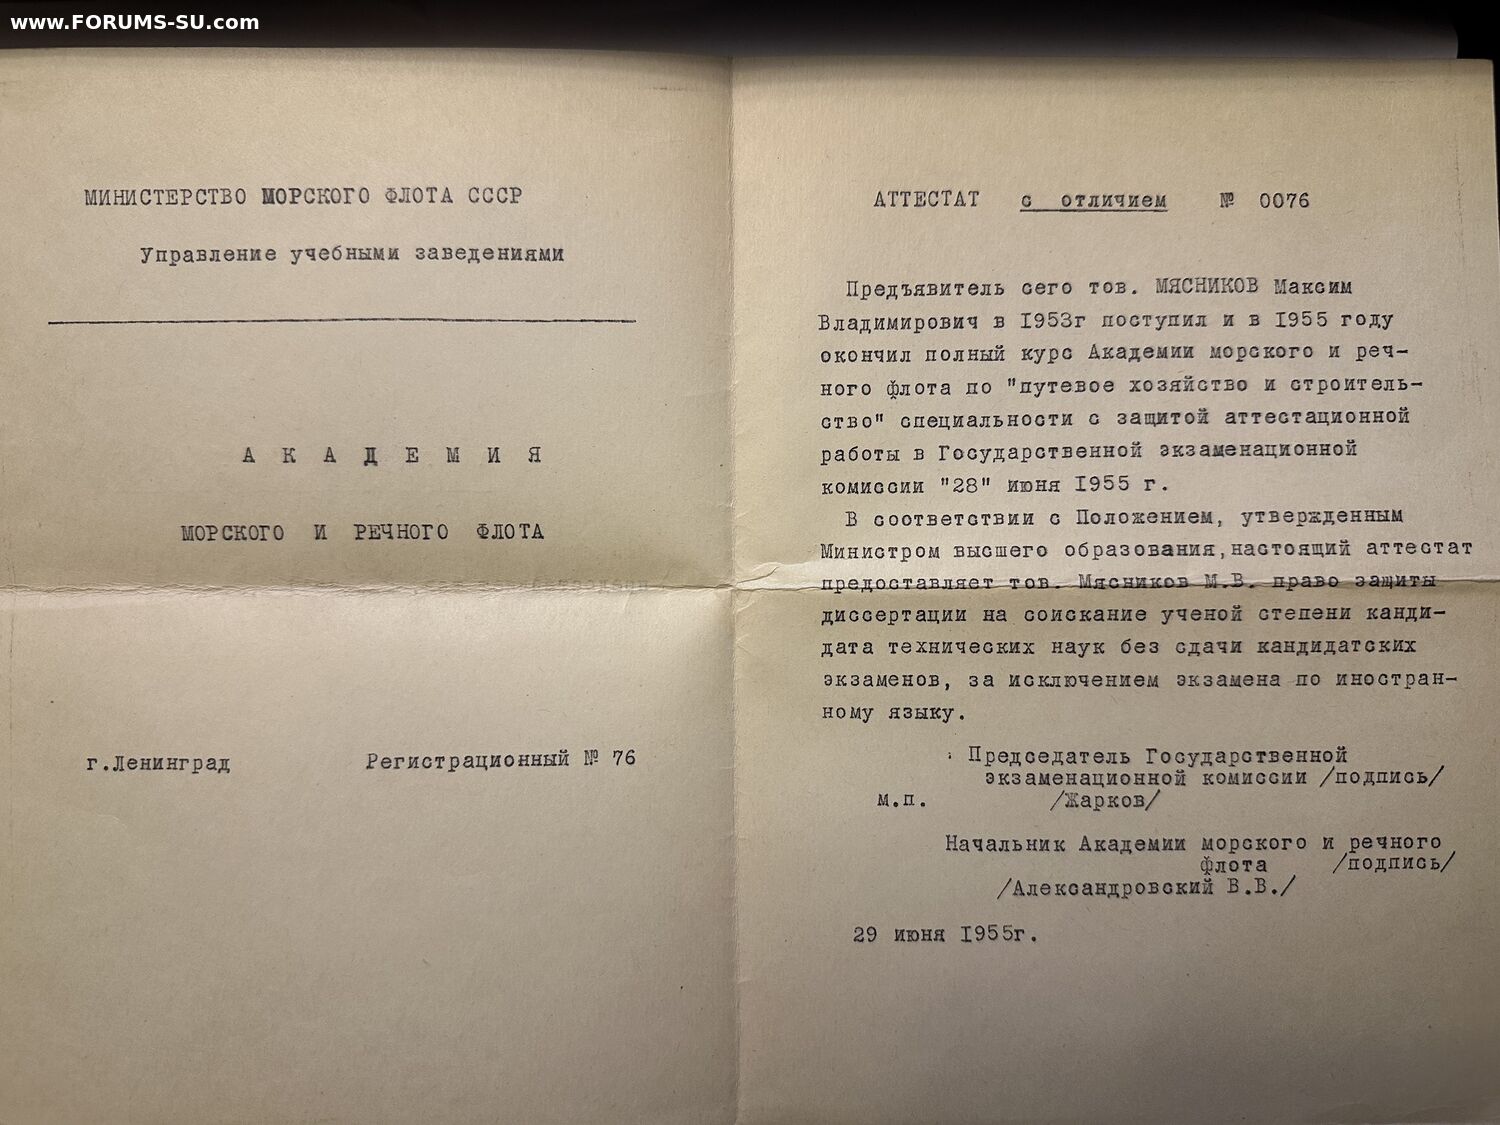 www.FORUMS-SU.com
МИНИСТЕРСТВО МОРСКОГО ФЛОТА СССР
Управление учебными заведениями
АКАДЕМИЯ
МОРСКОГО И РЕЧНОГО ФЛОТА
г.Ленинград Регистрационный № 76
АТТЕСТАТ с отличием № 0076
Предъявитель сего тов. МЯСНИКОВ Максим
Владимирович в 1953г поступил и в 1955 году
окончил полный курс Академии морского и реч-
ного флота по "путевое хозяйство и строитель-
ство" специальности с защитой аттестационной
работы в Государственной экзаменационной
комиссии "28" июня 1955 г.
В соответствии с Положением, утвержденным
Министром высшего образования,настоящий аттестат
предоставляет тов. Мясников М.В. право защиты
диссертации на соискание ученой степени канди-
дата технических наук без сдачи кандидатских
экзаменов, за исключением экзамена по иностран-
ному языку.
Председатель Государственной
экзаменационной комиссии /подпись/
м.п. /Жарков/
Начальник Академии морского и речного
флота /подпись/
/Александровский В.В./
29 июня 1955г.